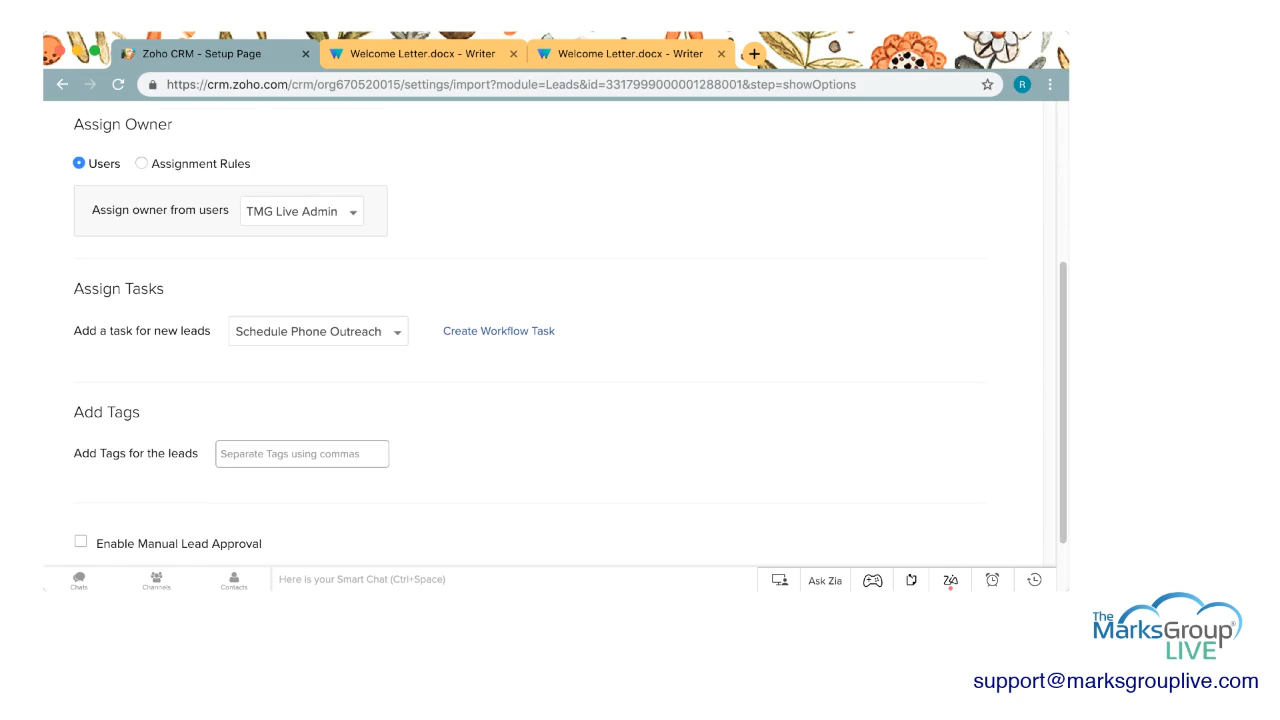 Zoho CRM - Setup Page
Welcome Letter.docx - Writer
Welcome Letter.docx - Writer
https://crm.zoho.com/crm/org670520015/settings/import?module=Leads&id=3317999000001288001&step=showOptions
R
Assign Owner
Users Assignment Rules
Assign owner from users TMG Live Admin
Assign Tasks
Add a task for new leads Schedule Phone Outreach Create Workflow Task
Add Tags
Add Tags for the leads Separate Tags using commas
Enable Manual Lead Approval
Chats Channels Contacts Here is your Smart Chat (Ctrl+Space) Ask Zia
The
MarksGroup®
LIVE
support@marksgrouplive.com